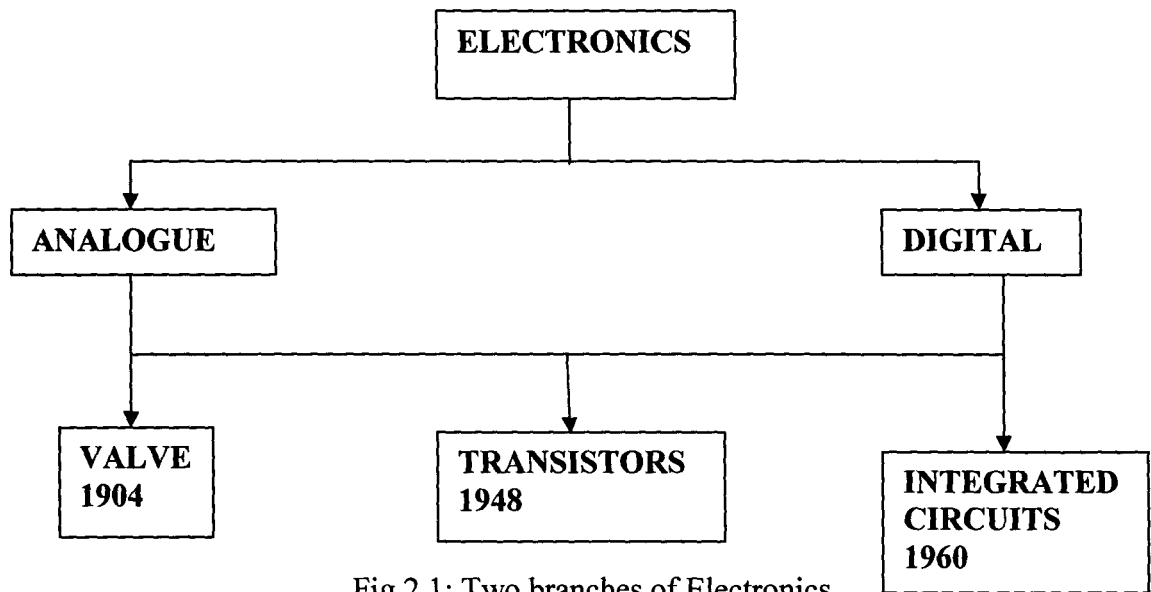 ELECTRONICS
ANALOGUE
DIGITAL
VALVE
1904
TRANSISTORS
1948
INTEGRATED
CIRCUITS
1960
Fig 2.1: Two branches of Electronics